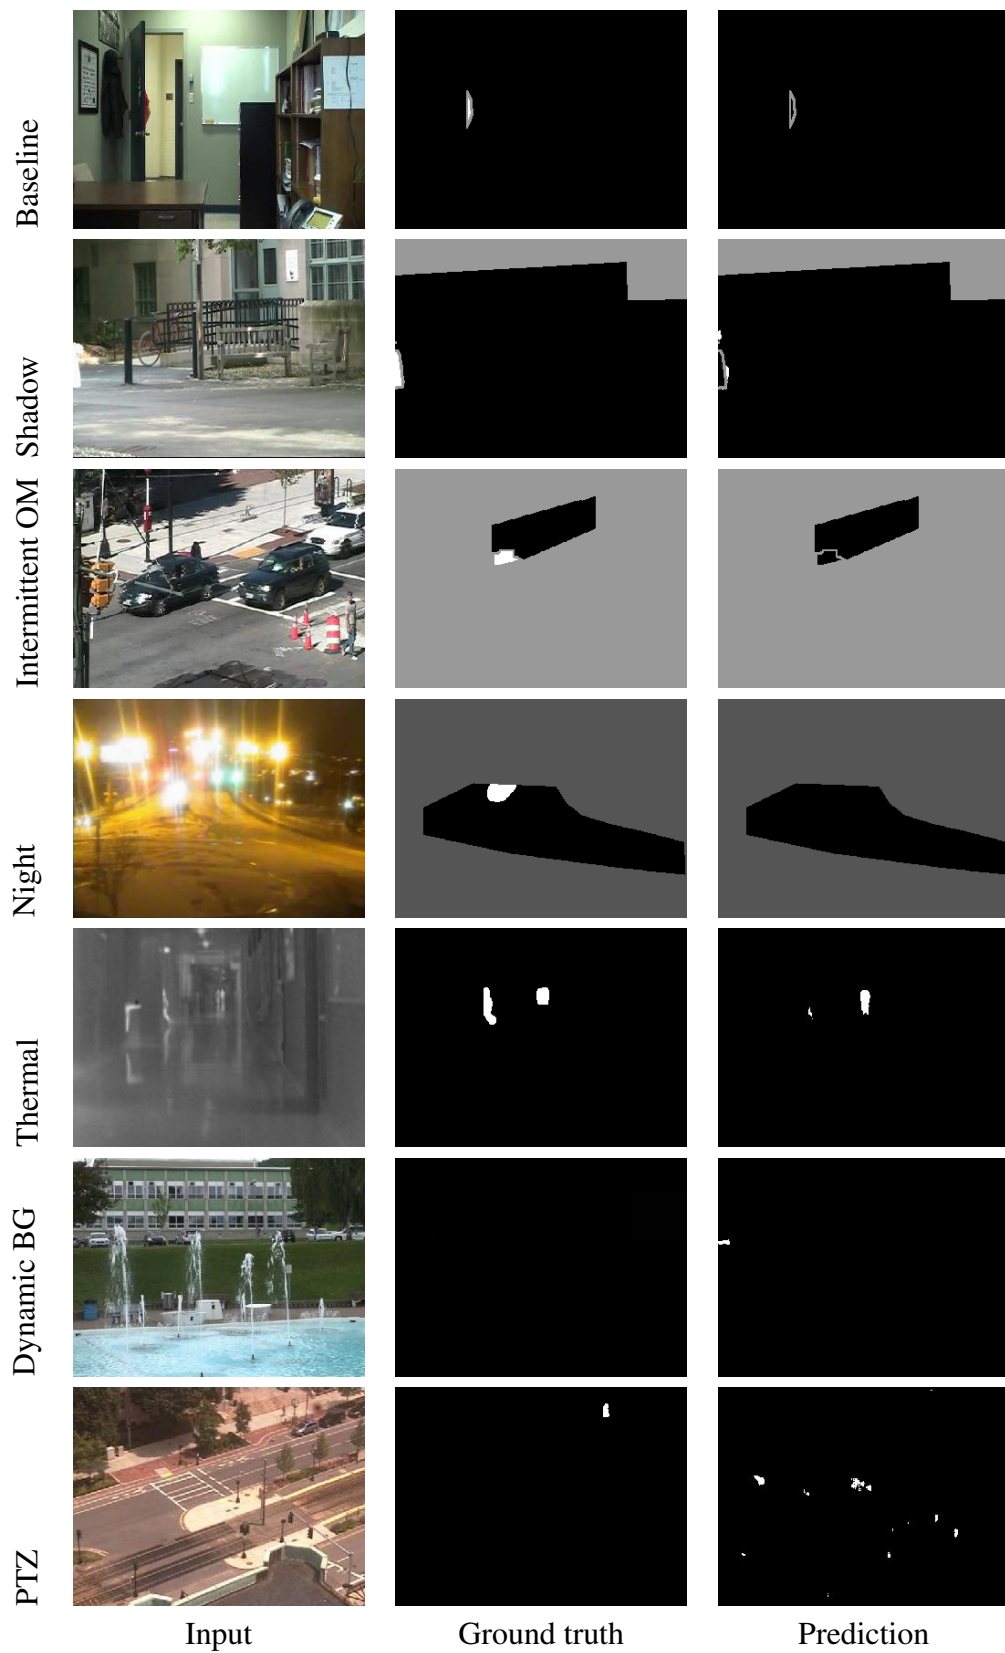 Baseline
Shadow
Intermittent OM
Night
Thermal
Dynamic BG
PTZ
Input Ground truth Prediction